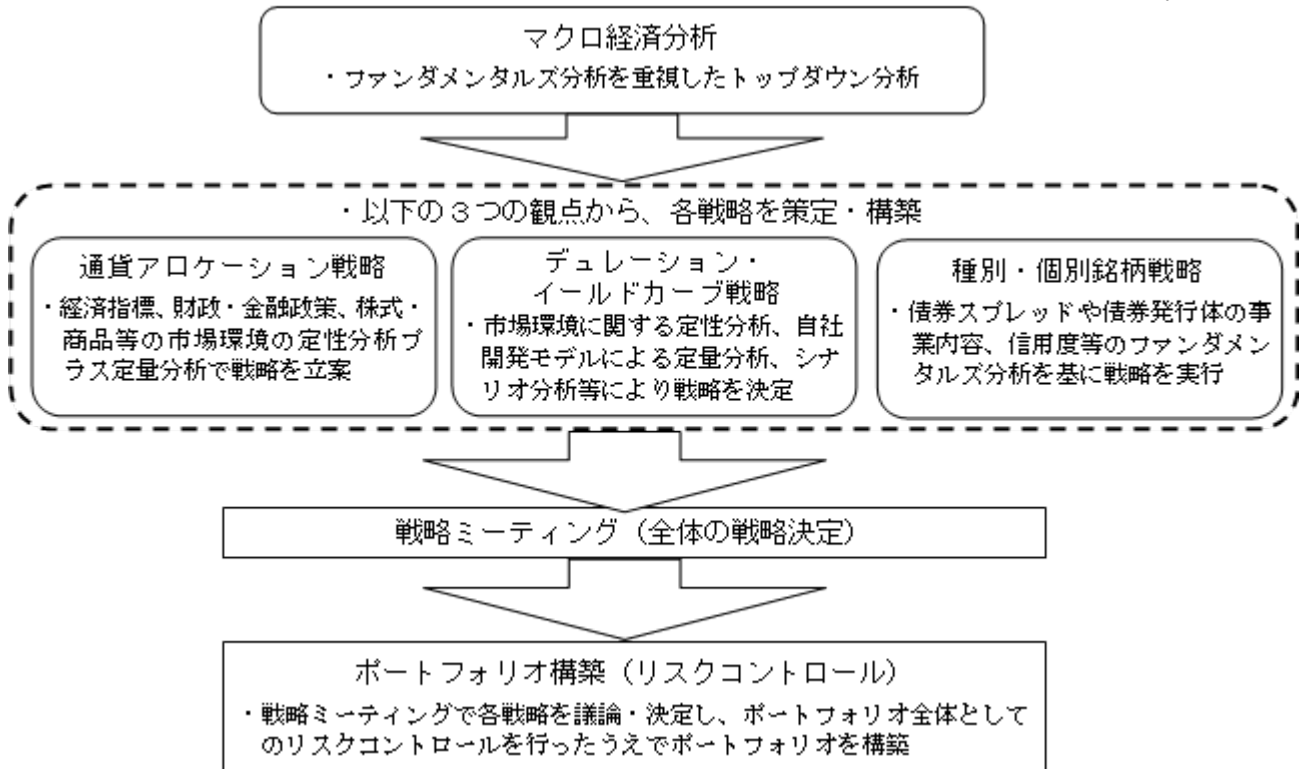 マクロ経済分析
・ファンダメンタルズ分析を重視したトップダウン分析
・以下の３つの観点から、各戦略を策定・構築
通貨アロケーション戦略
・経済指標、財政・金融政策、株式・
商品等の市場環境の定性分析プ
ラス定量分析で戦略を立案
デュレーション・
イールドカーブ戦略
・市場環境に関する定性分析、自社
開発モデルによる定量分析、シナ
リオ分析等により戦略を決定
種別・個別銘柄戦略
・債券スプレッドや債券発行体の事
業内容、信用度等のファンダメン
タルズ分析を基に戦略を実行
戦略ミーティング（全体の戦略決定）
ポートフォリオ構築（リスクコントロール）
・戦略ミーティングで各戦略を議論・決定し、ポートフォリオ全体として
のリスクコントロールを行ったうえでポートフォリオを構築